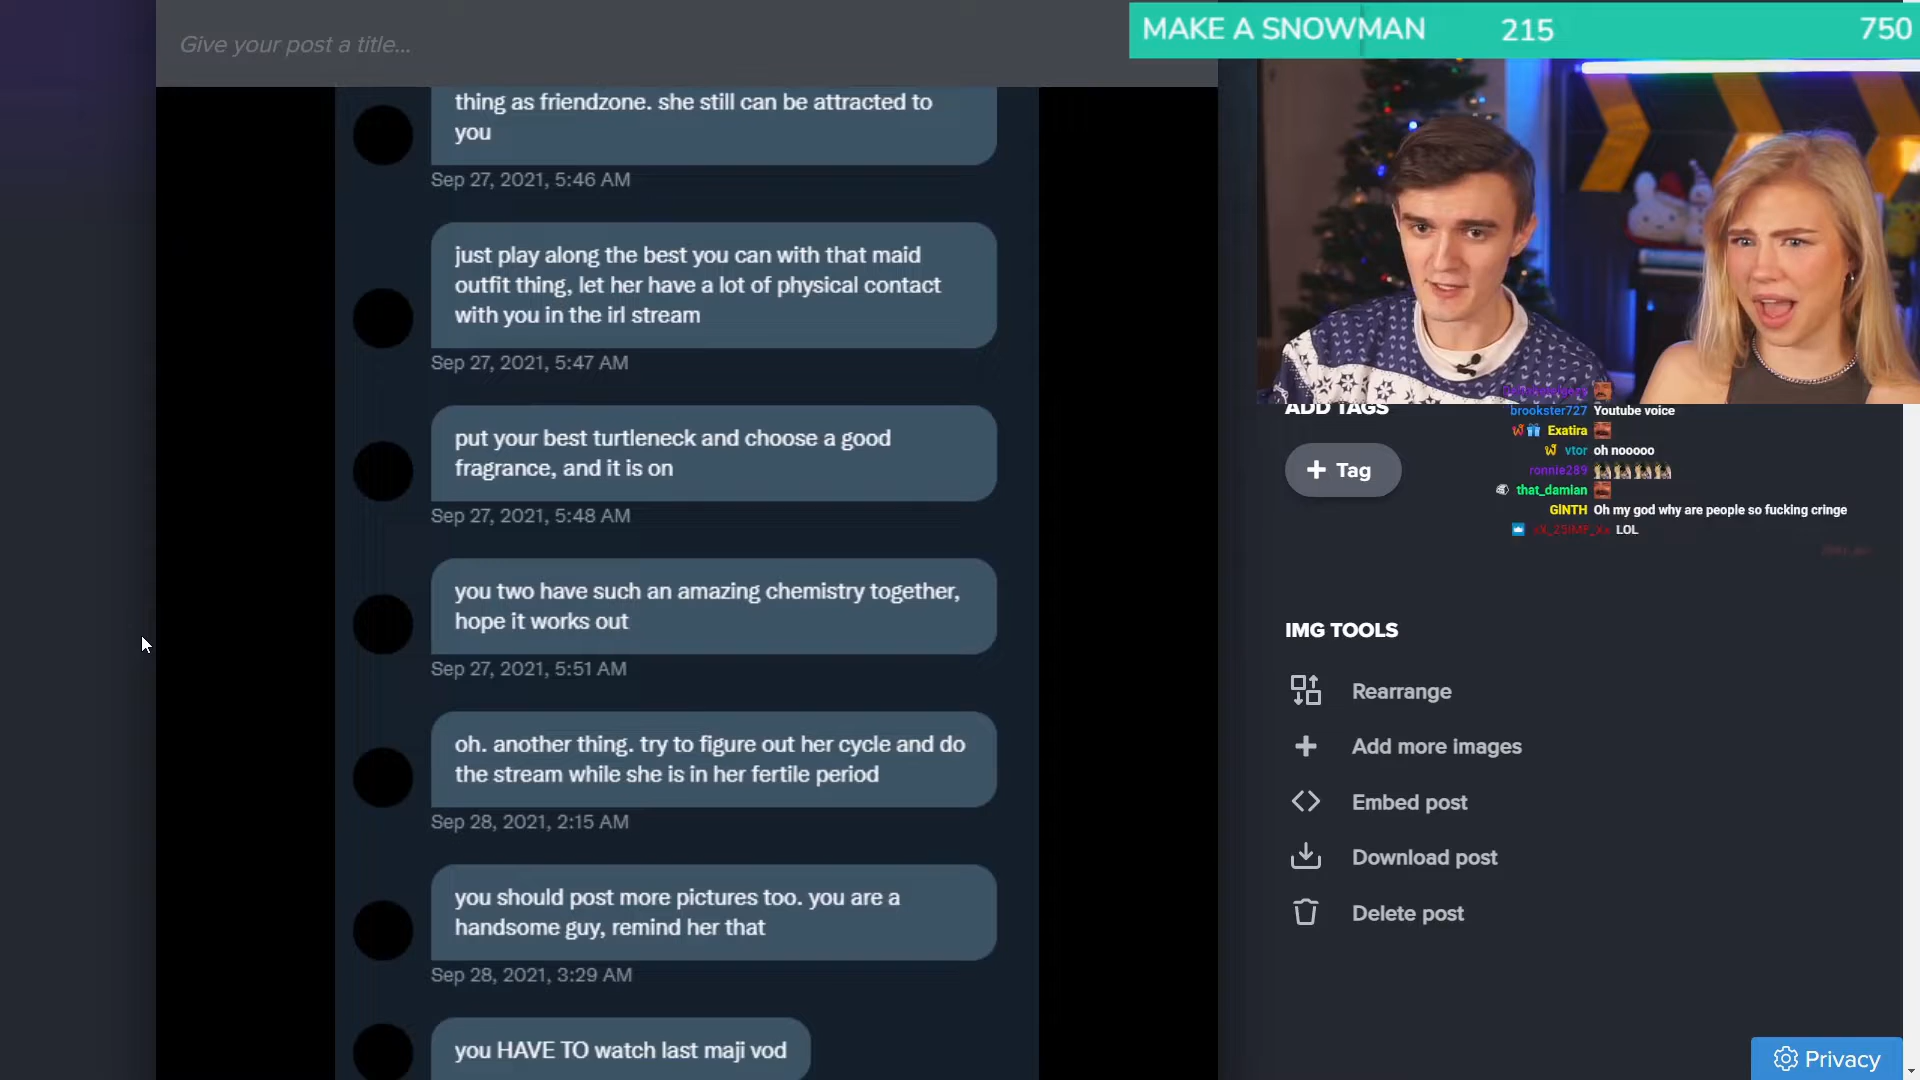 Give your post a title...
MAKE A SNOWMAN 215 750
thing as friendzone. she still can be attracted to
you
Sep 27, 2021, 5:46 AM
just play along the best you can with that maid
outfit thing, let her have a lot of physical contact
with you in the irl stream
Sep 27, 2021, 5:47 AM
put your best turtleneck and choose a good
fragrance, and it is on
Sep 27, 2021, 5:48 AM
you two have such an amazing chemistry together,
hope it works out
Sep 27, 2021, 5:51 AM
oh. another thing. try to figure out her cycle and do
the stream while she is in her fertile period
Sep 28, 2021, 2:15 AM
you should post more pictures too. you are a
handsome guy, remind her that
Sep 28, 2021, 3:29 AM
you HAVE TO watch last maji vod
ADD TAGS
+ Tag
brookster727 Youtube voice
Exatira
vtor oh nooooo
ronnie289
that_damian
GINTH Oh my god why are people so fucking cringe
LOL
IMG TOOLS
Rearrange
Add more images
Embed post
Download post
Delete post
Privacy